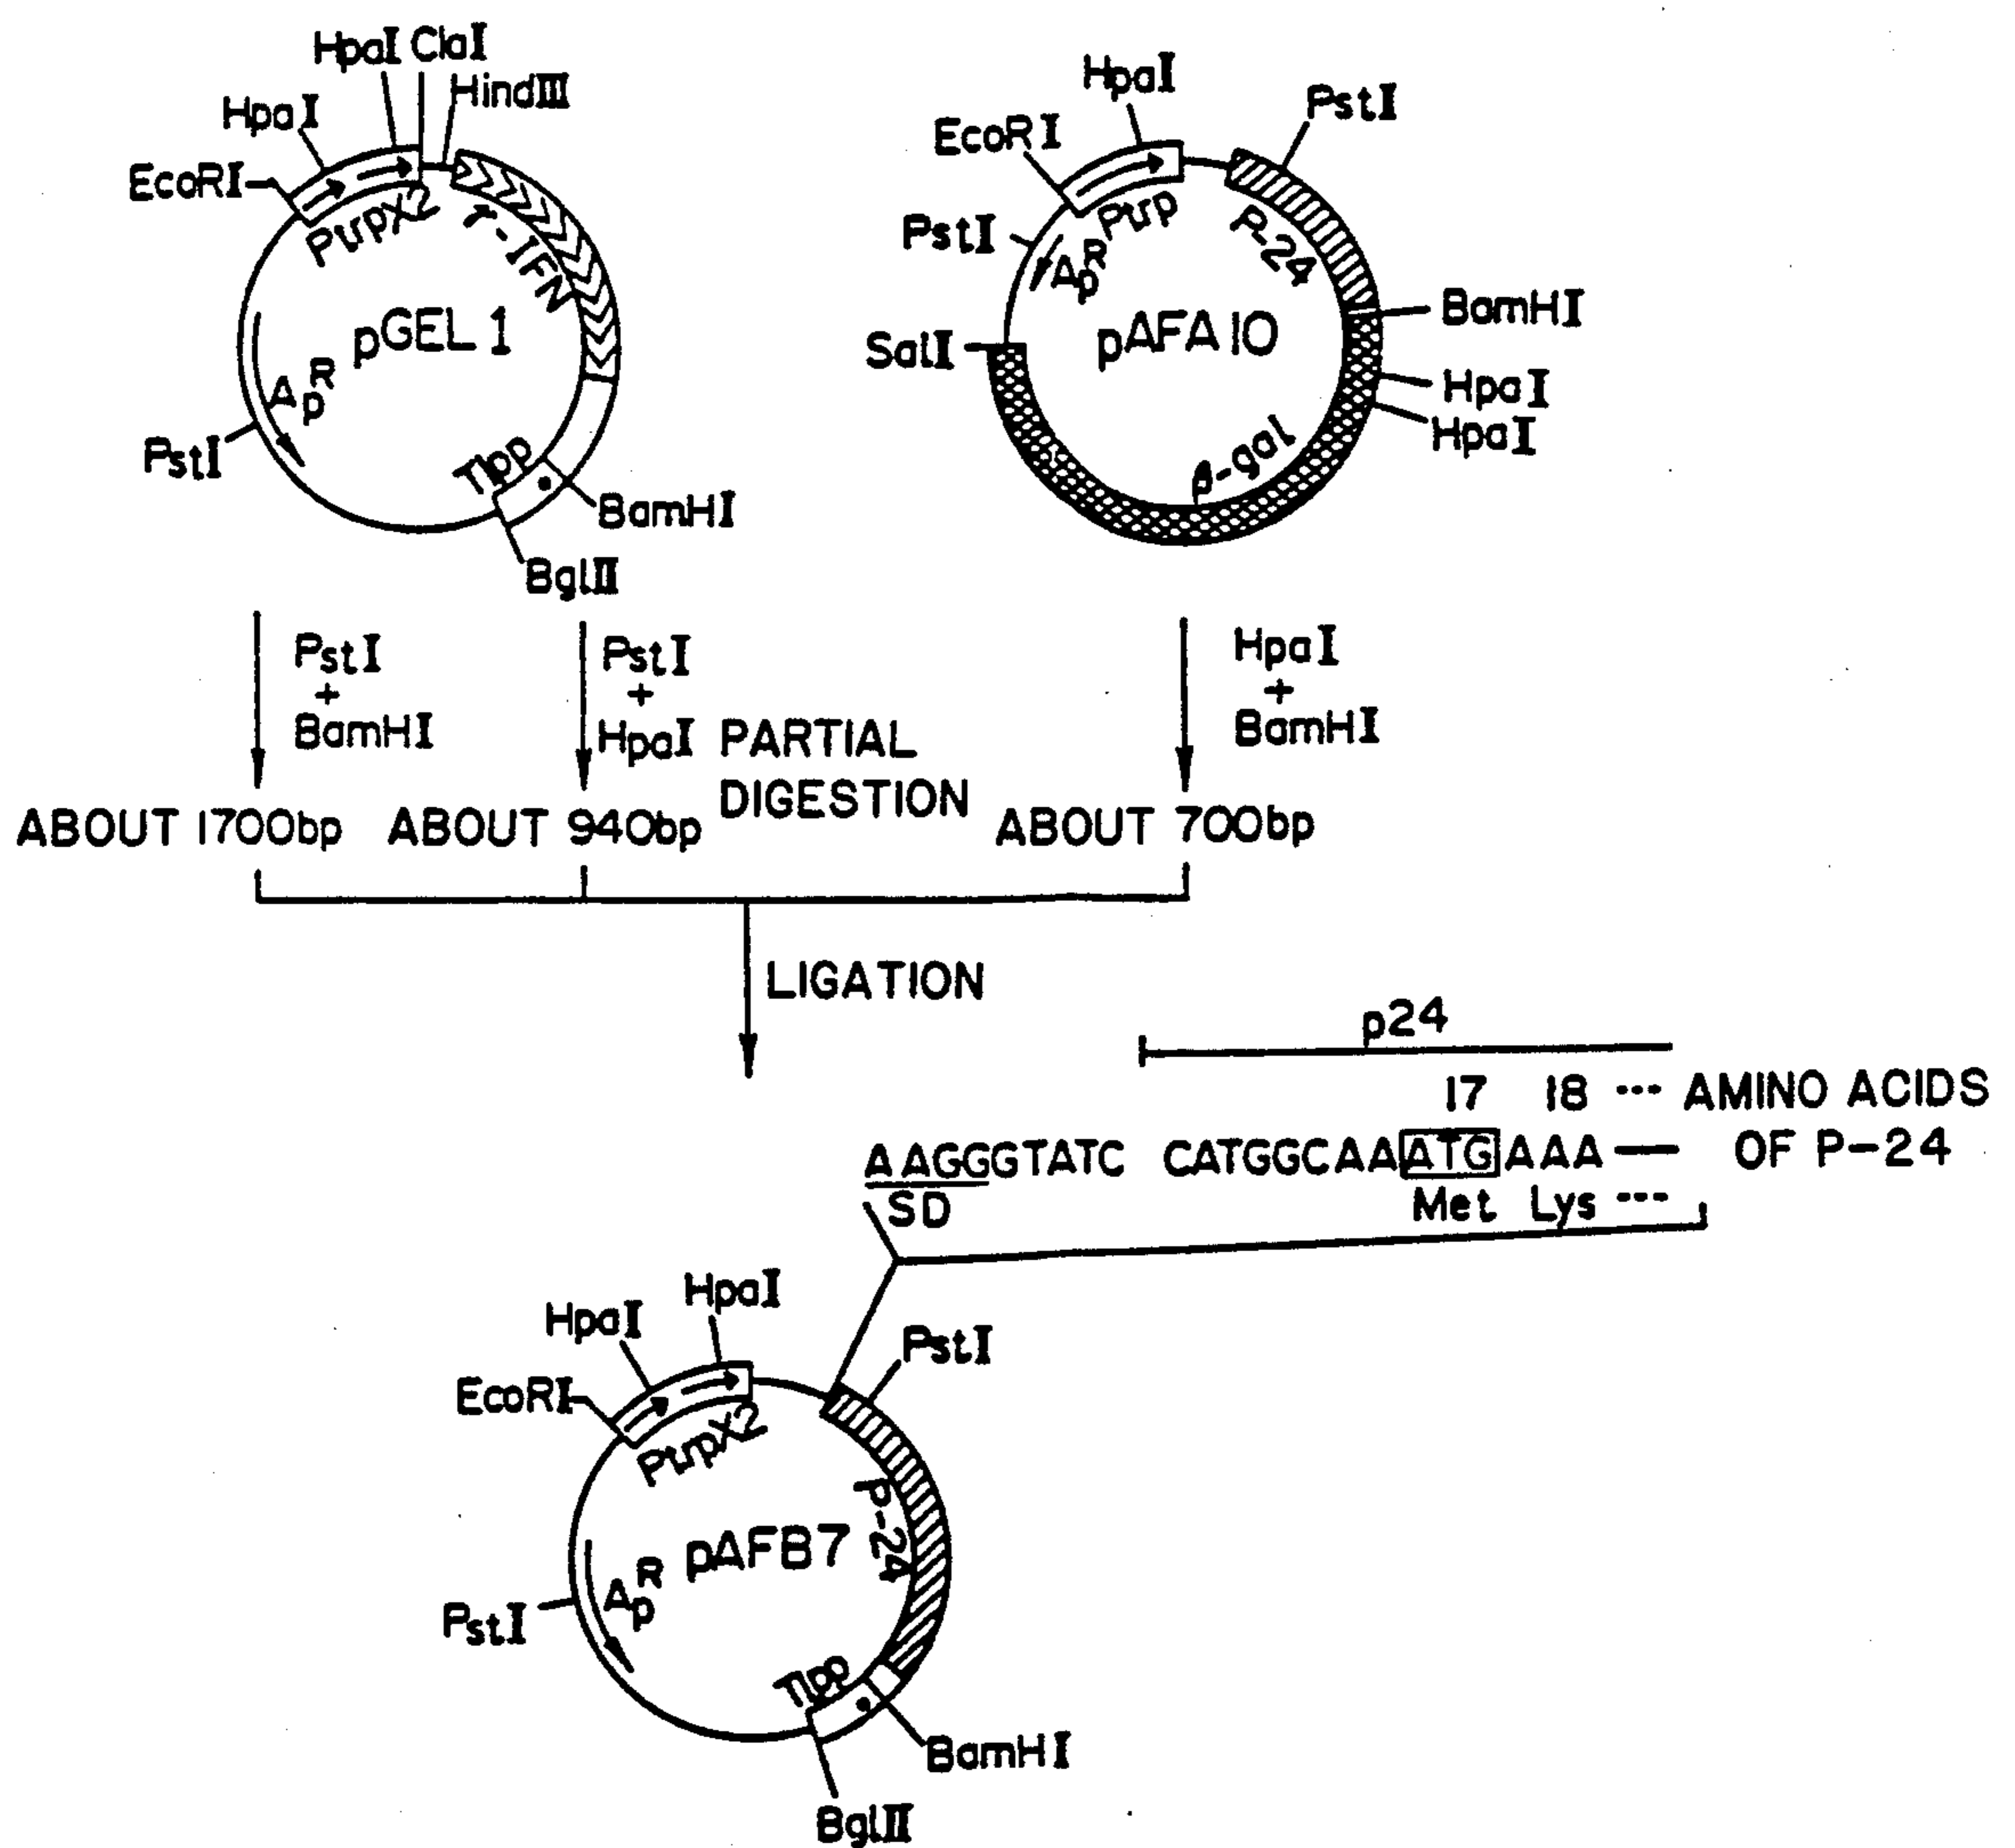 HpaI ClaI
HindIII
HpaI
EcoRI
PtrpX2
γ-IFN
pGEL 1
ApR
PstI
Tlpp
BamHI
BglII
HpaI
PstI
EcoRI
PstI
Ptrp
ApR
P-24
BamHI
SalI
pAFA10
HpaI
HpaI
β-gal
PstI
+
BamHI
PstI
+
HpaI PARTIAL
DIGESTION
HpaI
+
BamHI
ABOUT 1700bp
ABOUT 940bp
ABOUT 700bp
LIGATION
p24
17 18 --- AMINO ACIDS
AAGGGTATC CATGGCAAATGAAA — OF P-24
SD
Met Lys ---
HpaI
HpaI
EcoRI
PstI
PtrpX2
P-24
pAFB7
ApR
PstI
Tlpp
BamHI
BglII